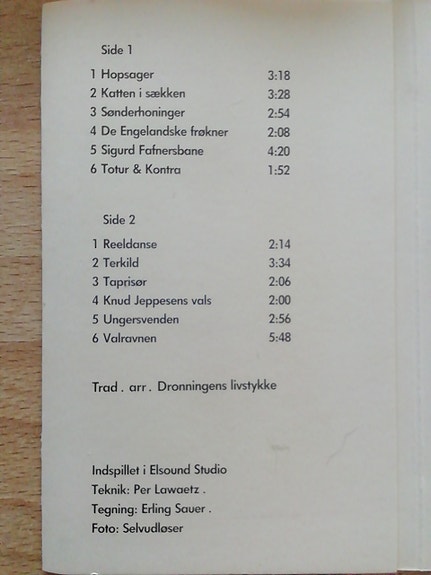 Side 1
1 Hopsager 3:18
2 Katten i sækken 3:28
3 Sønderhoninger 2:54
4 De Engelandske frøkner 2:08
5 Sigurd Fafnersbane 4:20
6 Totur & Kontra 1:52
Side 2
1 Reeldanse 2:14
2 Terkild 3:34
3 Taprisør 2:06
4 Knud Jeppesens vals 2:00
5 Ungersvenden 2:56
6 Valravnen 5:48
Trad . arr . Dronningens livstykke
Indspillet i Elsound Studio
Teknik: Per Lawaetz .
Tegning: Erling Sauer .
Foto: Selvudløser